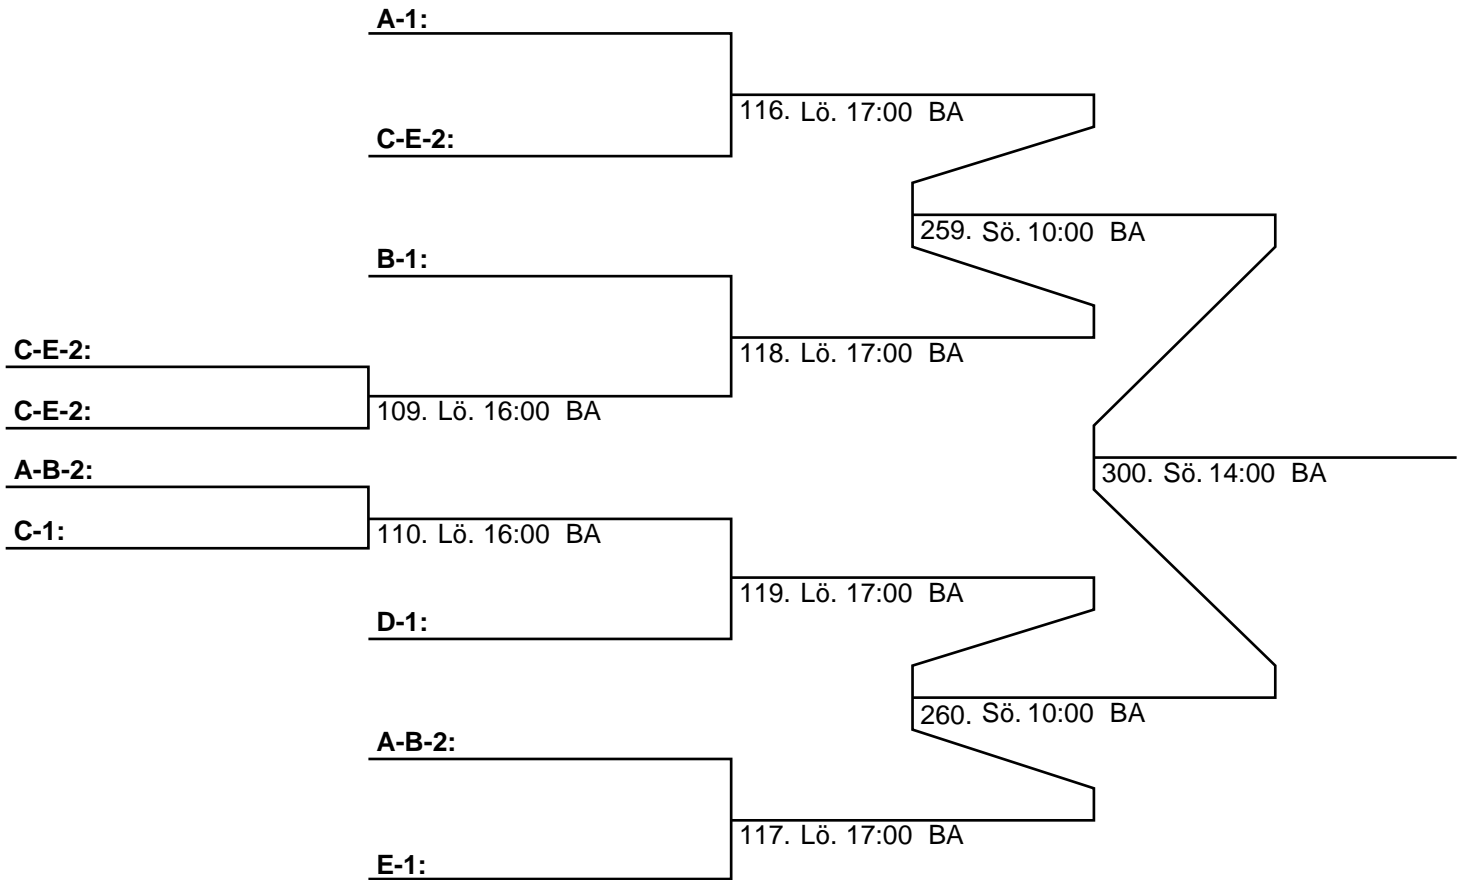 A-1:
116. Lö. 17:00 BA
C-E-2:
259. Sö. 10:00 BA
B-1:
C-E-2:
118. Lö. 17:00 BA
C-E-2:
109. Lö. 16:00 BA
A-B-2:
300. Sö. 14:00 BA
C-1:
110. Lö. 16:00 BA
119. Lö. 17:00 BA
D-1:
260. Sö. 10:00 BA
A-B-2:
117. Lö. 17:00 BA
E-1: